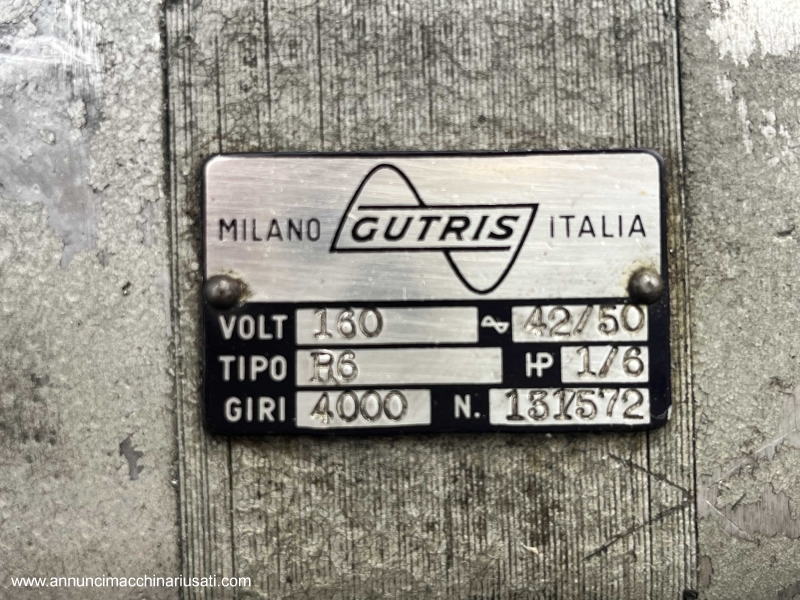 MILANO GUTRIS ITALIA
VOLT 160 ~ 42/50
TIPO R6 HP 1/6
GIRI 4000 N. 131572
www.annuncimacchinariusati.com